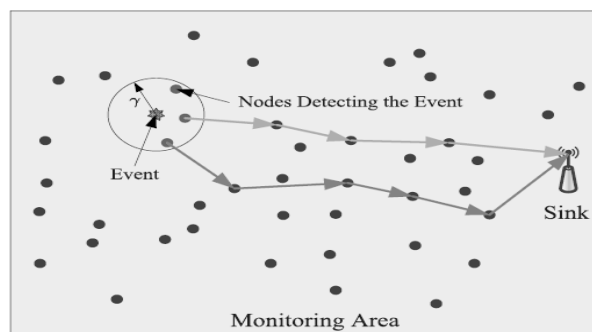 γ
Nodes Detecting the Event
Event
Sink
Monitoring Area